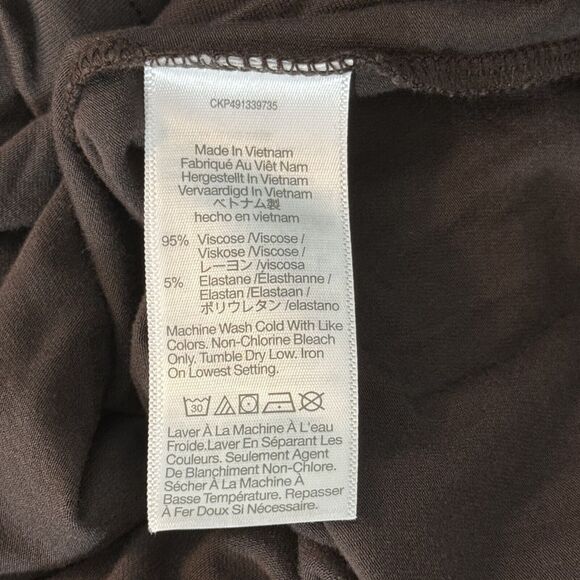 CKP491339735
Made In Vietnam
Fabriqué Au Viêt Nam
Hergestellt In Vietnam
Vervaardigd In Vietnam
ベトナム製
hecho en vietnam
95% Viscose /Viscose /
Viskose /Viscose /
レーヨン /viscosa
5% Elastane /Élasthanne /
Elastan /Elastaan /
ポリウレタン /elastano
Machine Wash Cold With Like
Colors. Non-Chlorine Bleach
Only. Tumble Dry Low. Iron
On Lowest Setting.
30
Laver À La Machine À L'eau
Froide.Laver En Séparant Les
Couleurs. Seulement Agent
De Blanchiment Non-Chlore.
Sécher À La Machine À
Basse Température. Repasser
À Fer Doux Si Nécessaire.